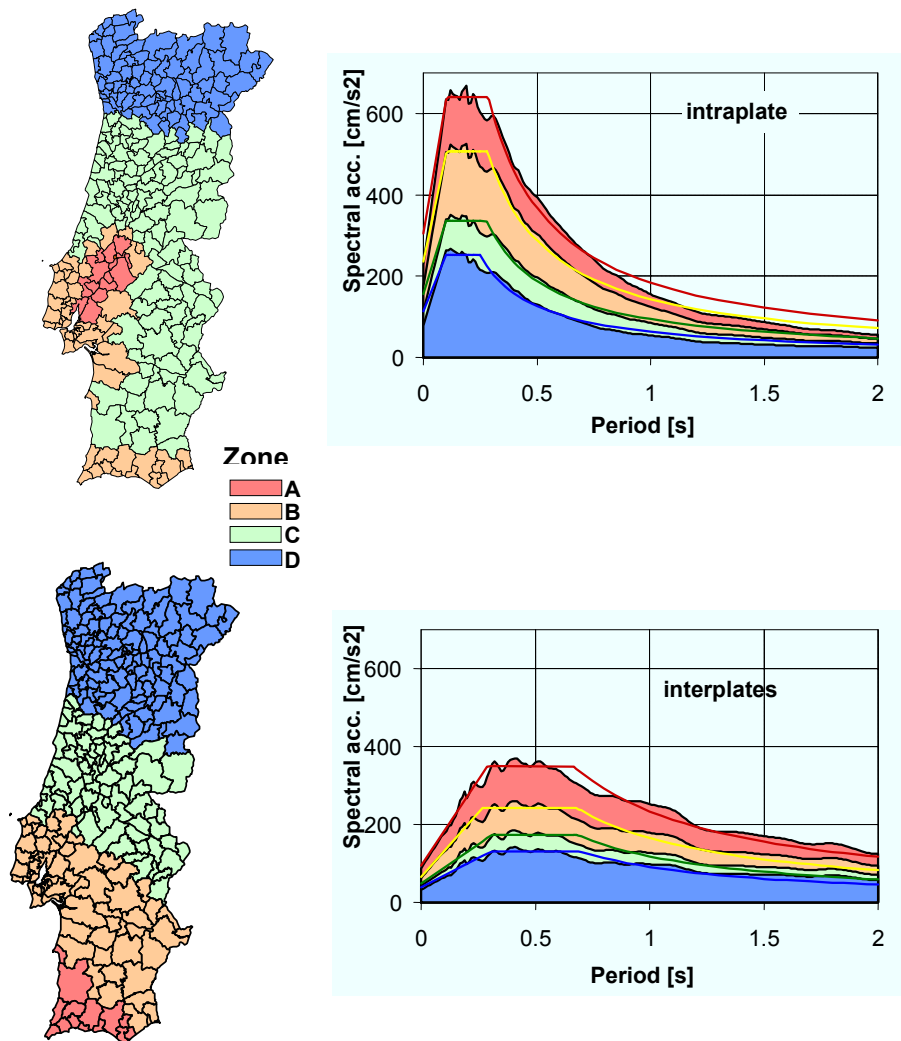 Spectral acc. [cm/s2]
600
400
200
0
intraplate
0
0.5
1
1.5
2
Period [s]
Zone
A
B
C
D
Spectral acc. [cm/s2]
600
400
200
0
interplates
0
0.5
1
1.5
2
Period [s]